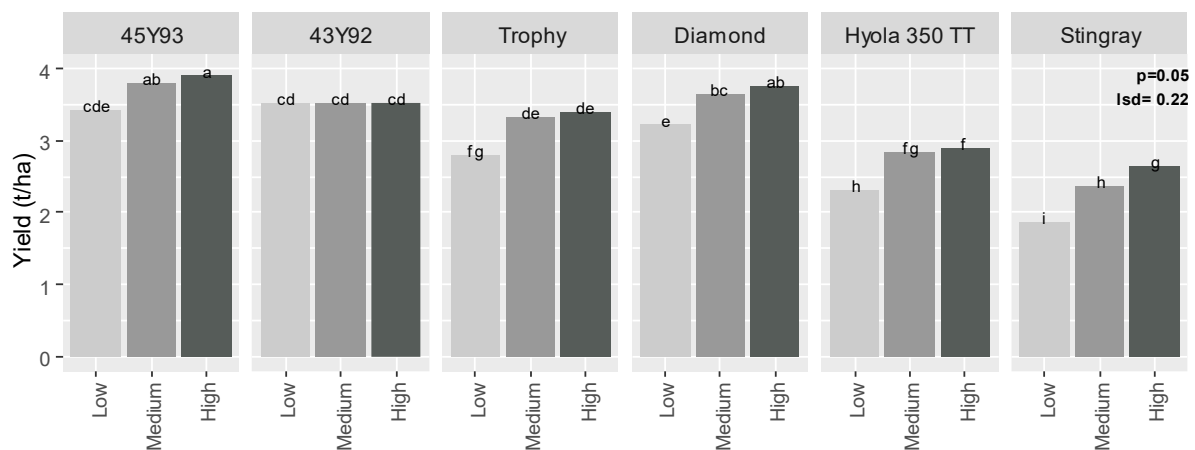 45Y93 43Y92 Trophy Diamond Hyola 350 TT Stingray
Yield (t/ha)
4
3
2
1
0
cde ab a
cd cd cd
fg de de
e bc ab
h fg f
i h g
p=0.05
lsd= 0.22
Low Medium High Low Medium High Low Medium High Low Medium High Low Medium High Low Medium High